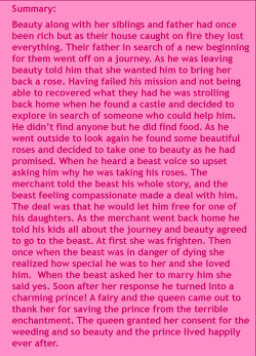 Summary:
Beauty along with her siblings and father had once
been rich but as their house caught on fire they lost
everything. Their father in search of a new beginning
for them went off on a journey. As he was leaving
beauty told him that she wanted him to bring her
back a rose. Having failed his mission and not being
able to recovered what they had he was strolling
back home when he found a castle and decided to
explore in search of someone who could help him.
He didn't find anyone but he did find food. As he
went outside to look again he found some beautiful
roses and decided to take one to beauty as he had
promised. When he heard a beast voice so upset
asking him why he was taking his roses. The
merchant told the beast his whole story, and the
beast feeling compassionate made a deal with him.
The deal was that he would let him free for one of
his daughters. As the merchant went back home he
told his kids all about the journey and beauty agreed
to go to the beast. At first she was frighten. Then
once when the beast was in danger of dying she
realized how special he was to her and she loved
him. When the beast asked her to marry him she
said yes. Soon after her response he turned into a
charming prince! A fairy and the queen came out to
thank her for saving the prince from the terrible
enchantment. The queen granted her consent for the
weeding and so beauty and the prince lived happily
ever after.